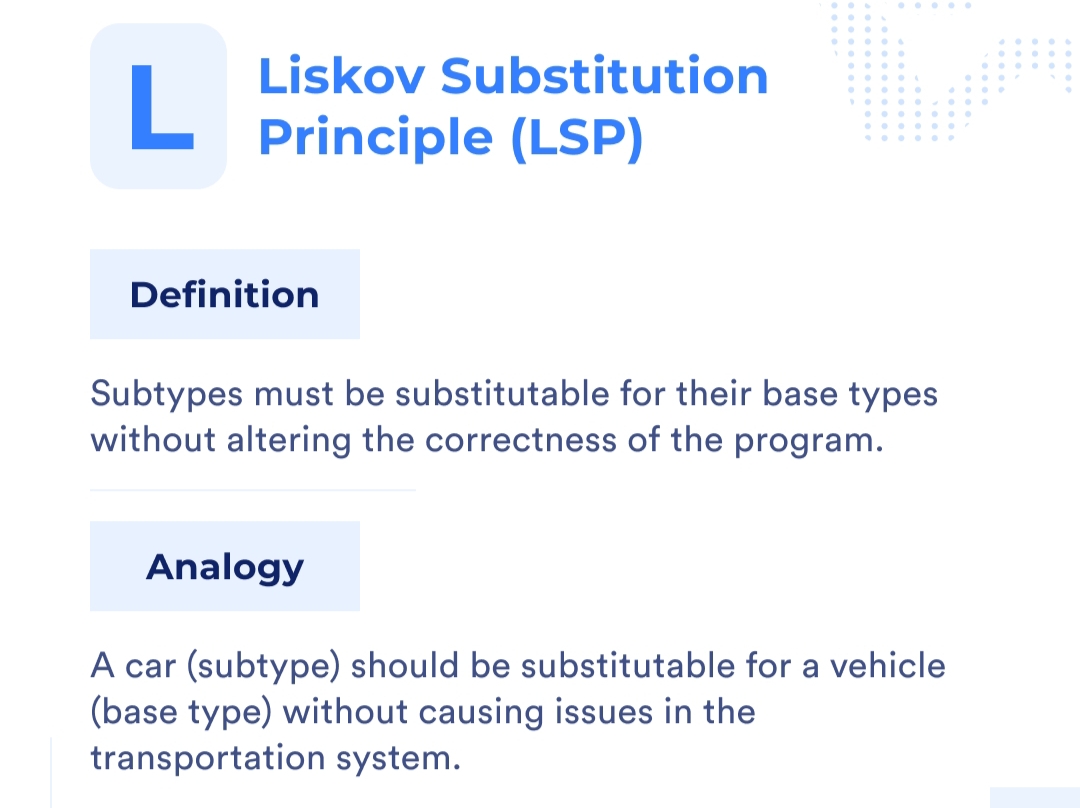 L
Liskov Substitution
Principle (LSP)
Definition
Subtypes must be substitutable for their base types
without altering the correctness of the program.
Analogy
A car (subtype) should be substitutable for a vehicle
(base type) without causing issues in the
transportation system.